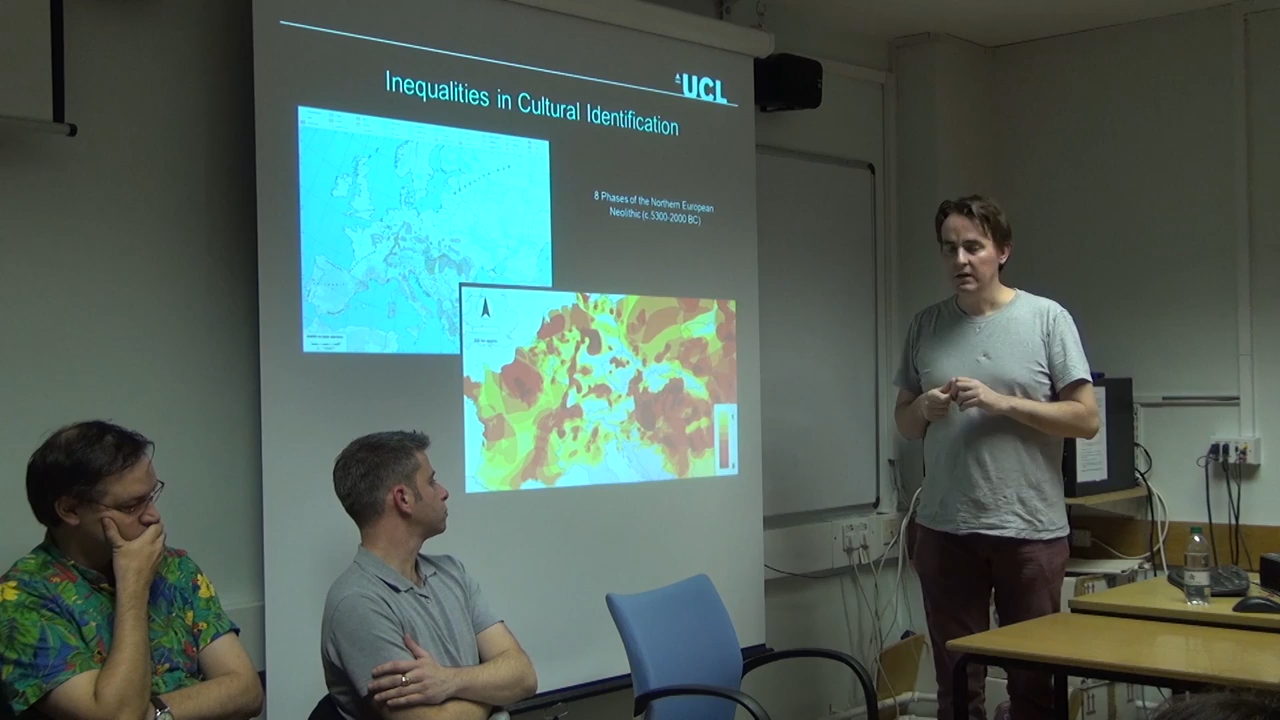 UCL
Inequalities in Cultural Identification
8 Phases of the Northern European
Neolithic (c.5300-2000 BC)